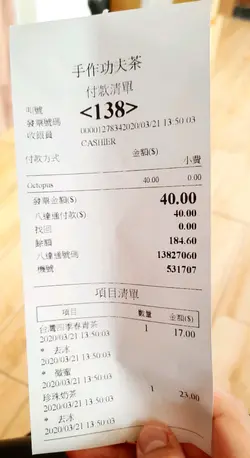 手作功夫茶
付款清單
叫號
<138>
發票號碼 0000127834 2020/03/21 13:50:03
收銀員 CASHIER
付款方式 金額($) 小費
Octopus 40.00 0.00
發票金額($) 40.00
八達通付款($) 40.00
找回 0.00
餘額 184.60
八達通號碼 13827060
機號 531707
項目清單
項目 數量 金額($)
台灣四季春青茶 1 17.00
2020/03/21 13:50:03
* 去冰
2020/03/21 13:50:03
* 微蜜
2020/03/21 13:50:03
珍珠奶茶 1 23.00
2020/03/21 13:50:03
* 去冰
2020/03/21 13:50:03